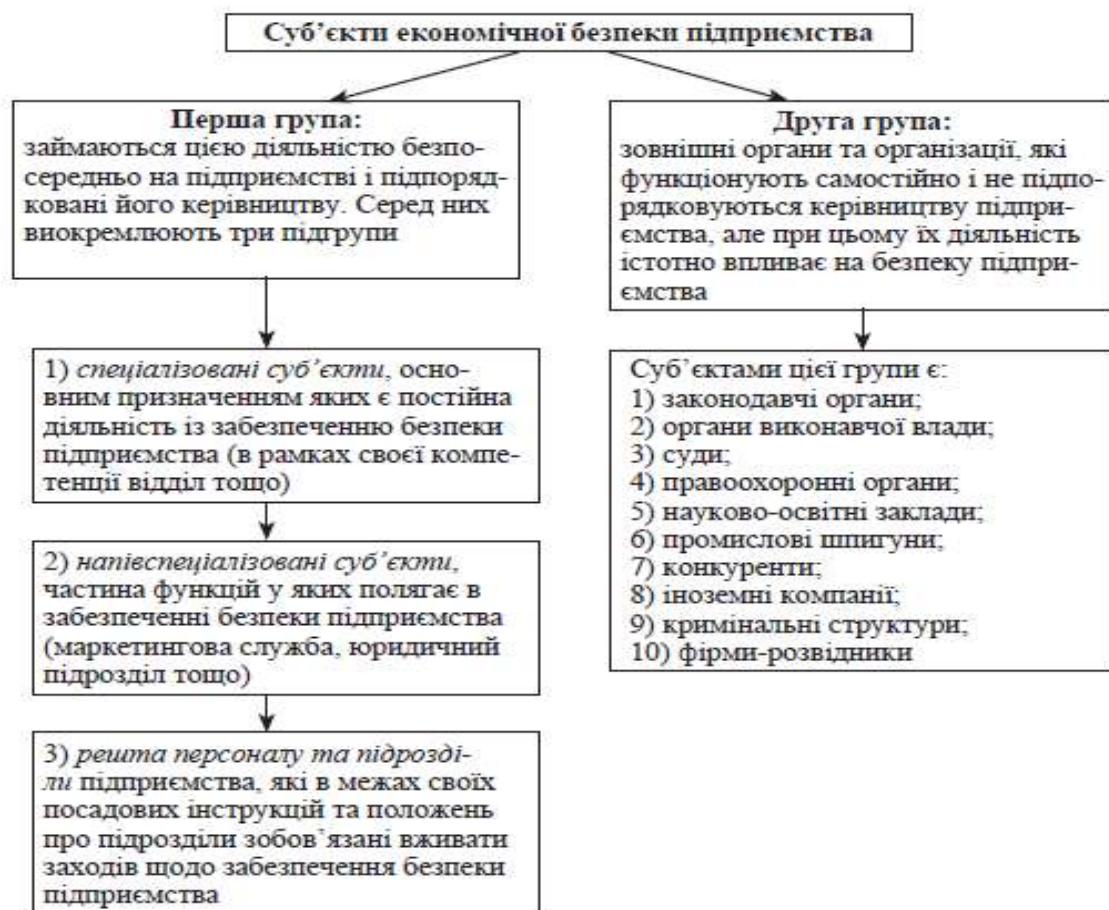 Суб’єкти економічної безпеки підприємства
Перша група:
займаються цією діяльністю безпо-
середньо на підприємстві і підпоряд-
ковані його керівництву. Серед них
виокремлюють три підгрупи
1) спеціалізовані суб’єкти, осно-
вним призначенням яких є постійна
діяльність із забезпеченню безпеки
підприємства (в рамках своєї компе-
тенції відділ тощо)
2) напівспеціалізовані суб’єкти,
частина функцій у яких полягає в
забезпеченні безпеки підприємства
(маркетингова служба, юридичний
підрозділ тощо)
3) решта персоналу та підрозді-
ли підприємства, які в межах своїх
посадових інструкцій та положень
про підрозділи зобов’язані вживати
заходів щодо забезпечення безпеки
підприємства
Друга група:
зовнішні органи та організації, які
функціонують самостійно і не підпо-
рядковуються керівництву підпри-
ємства, але при цьому їх діяльність
істотно впливає на безпеку підпри-
ємства
Суб’єктами цієї групи є:
1) законодавчі органи;
2) органи виконавчої влади;
3) суди;
4) правоохоронні органи;
5) науково-освітні заклади;
6) промислові шпигуни;
7) конкуренти;
8) іноземні компанії;
9) кримінальні структури;
10) фірми-розвідники